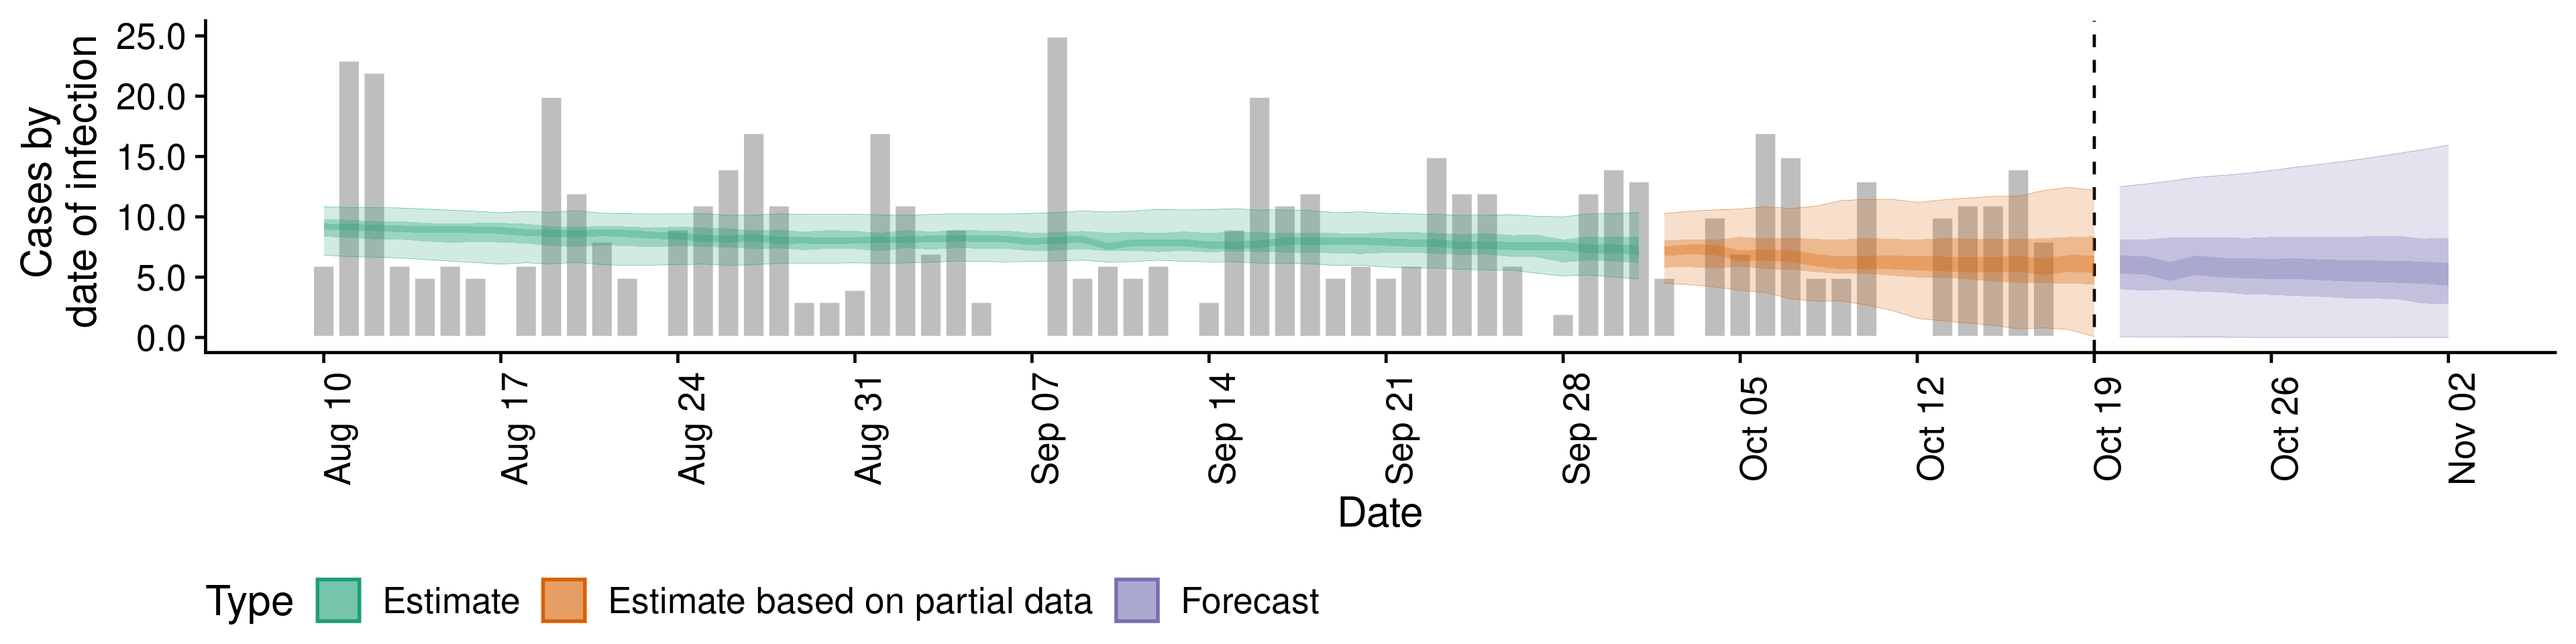 Cases by
date of infection
25.0
20.0
15.0
10.0
5.0
0.0
Aug 10
Aug 17
Aug 24
Aug 31
Sep 07
Sep 14
Sep 21
Sep 28
Oct 05
Oct 12
Oct 19
Oct 26
Nov 02
Date
Type Estimate Estimate based on partial data Forecast